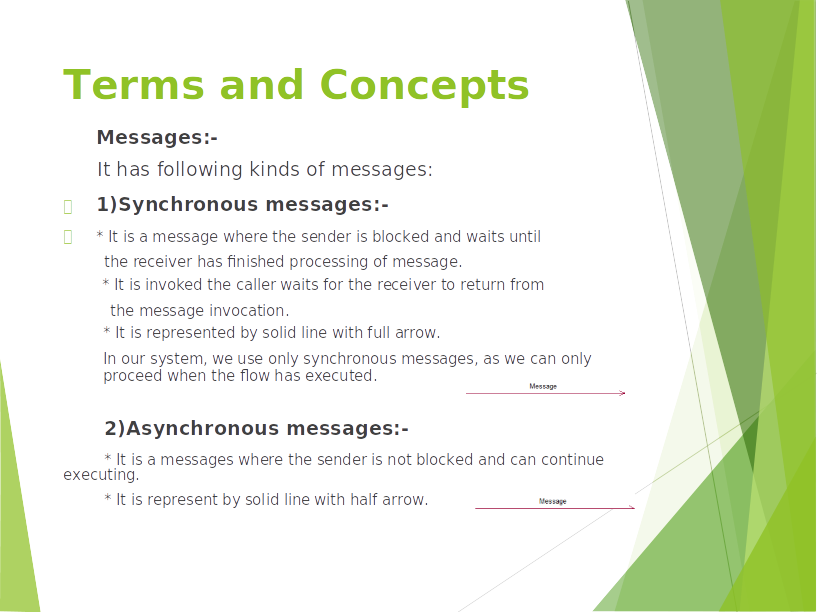 Terms and Concepts
Messages:-
It has following kinds of messages:
1)Synchronous messages:-
* It is a message where the sender is blocked and waits until
the receiver has finished processing of message.
* It is invoked the caller waits for the receiver to return from
the message invocation.
* It is represented by solid line with full arrow.
In our system, we use only synchronous messages, as we can only
proceed when the flow has executed.
Message
2)Asynchronous messages:-
* It is a messages where the sender is not blocked and can continue
executing.
* It is represent by solid line with half arrow.
Message